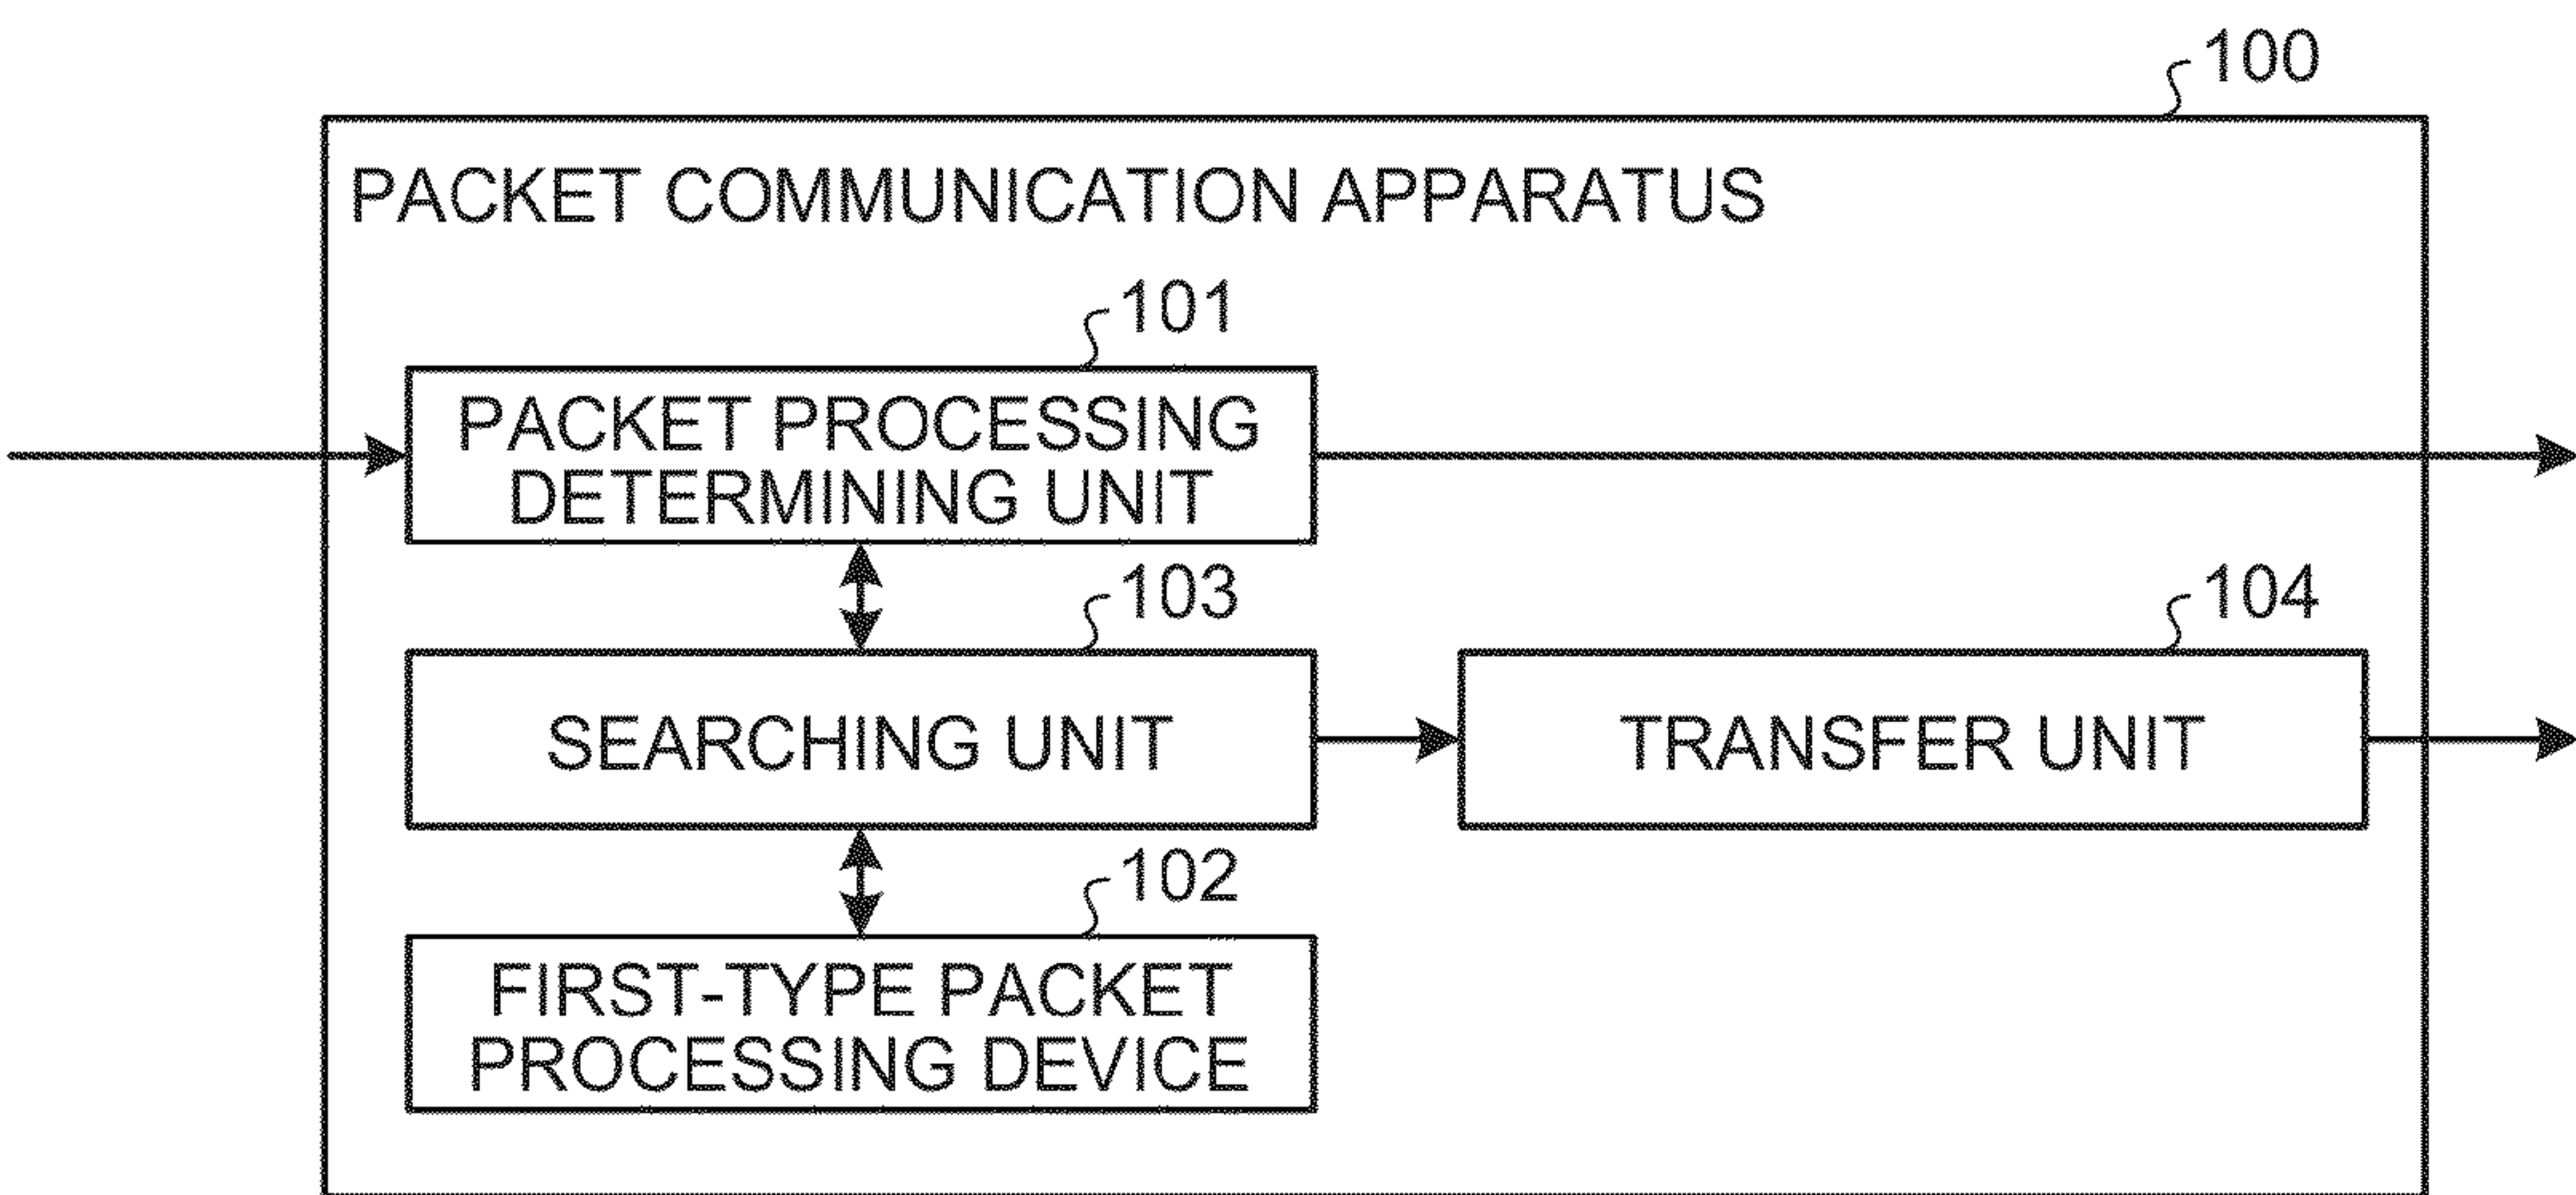 100
PACKET COMMUNICATION APPARATUS
101
PACKET PROCESSING
DETERMINING UNIT
103
SEARCHING UNIT
104
TRANSFER UNIT
102
FIRST-TYPE PACKET
PROCESSING DEVICE